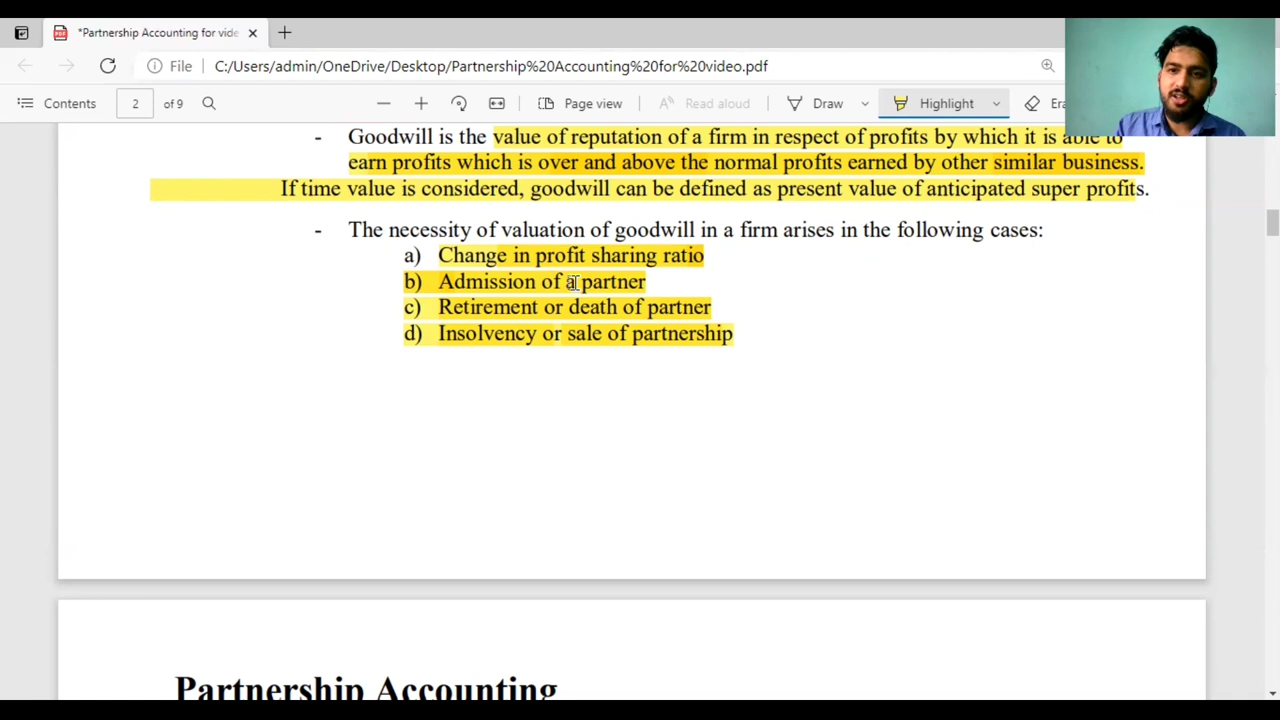 *Partnership Accounting for vide
File
C:/Users/admin/OneDrive/Desktop/Partnership%20Accounting%20for%20video.pdf
Contents 2 of 9 Page view Read aloud Draw Highlight Era
- Goodwill is the value of reputation of a firm in respect of profits by which it is able to
earn profits which is over and above the normal profits earned by other similar business.
If time value is considered, goodwill can be defined as present value of anticipated super profits.
- The necessity of valuation of goodwill in a firm arises in the following cases:
a) Change in profit sharing ratio
b) Admission of a partner
c) Retirement or death of partner
d) Insolvency or sale of partnership
Partnership Accounting